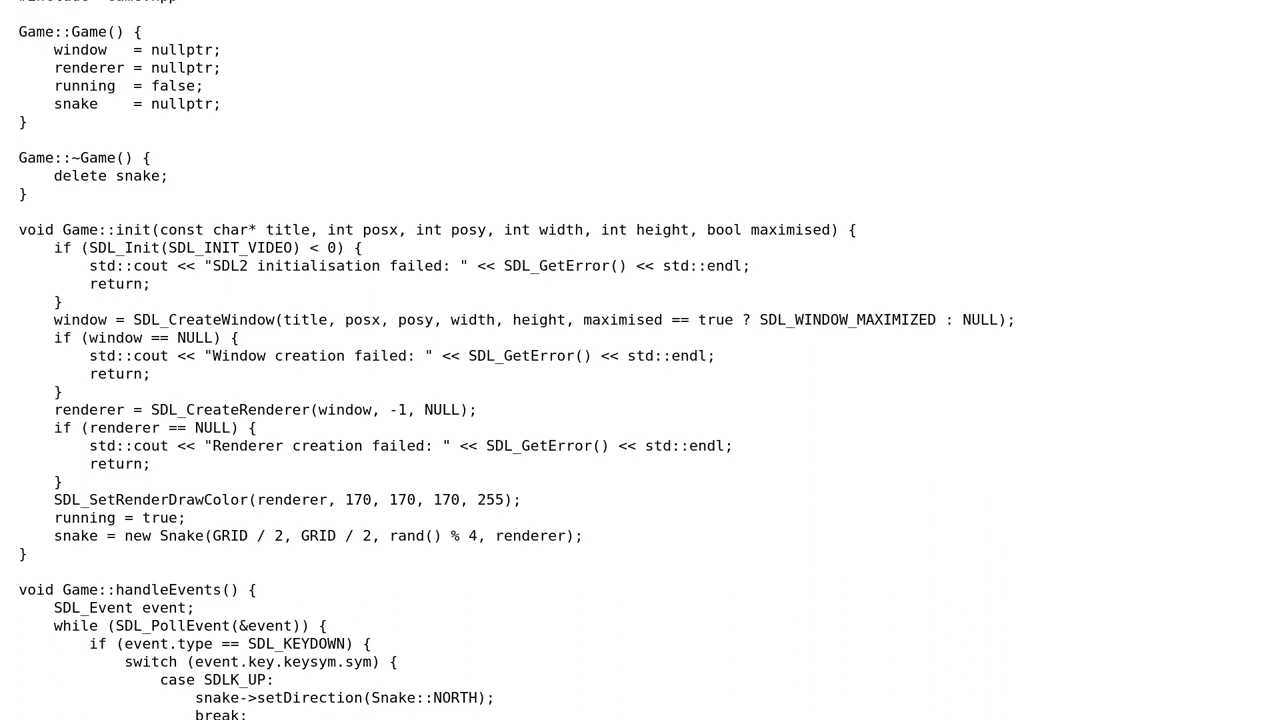 Game::Game() {
    window   = nullptr;
    renderer = nullptr;
    running  = false;
    snake    = nullptr;
}

Game::~Game() {
    delete snake;
}

void Game::init(const char* title, int posx, int posy, int width, int height, bool maximised) {
    if (SDL_Init(SDL_INIT_VIDEO) < 0) {
        std::cout << "SDL2 initialisation failed: " << SDL_GetError() << std::endl;
        return;
    }
    window = SDL_CreateWindow(title, posx, posy, width, height, maximised == true ? SDL_WINDOW_MAXIMIZED : NULL);
    if (window == NULL) {
        std::cout << "Window creation failed: " << SDL_GetError() << std::endl;
        return;
    }
    renderer = SDL_CreateRenderer(window, -1, NULL);
    if (renderer == NULL) {
        std::cout << "Renderer creation failed: " << SDL_GetError() << std::endl;
        return;
    }
    SDL_SetRenderDrawColor(renderer, 170, 170, 170, 255);
    running = true;
    snake = new Snake(GRID / 2, GRID / 2, rand() % 4, renderer);
}

void Game::handleEvents() {
    SDL_Event event;
    while (SDL_PollEvent(&event)) {
        if (event.type == SDL_KEYDOWN) {
            switch (event.key.keysym.sym) {
                case SDLK_UP:
                    snake->setDirection(Snake::NORTH);
                    break;